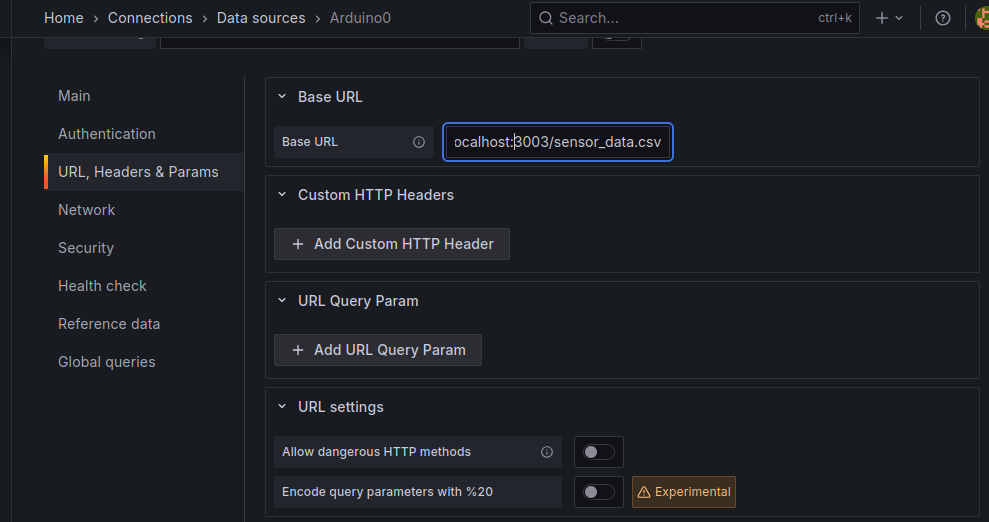 Home > Connections > Data sources > Arduino0
Search... ctrl+k
Main
Authentication
URL, Headers & Params
Network
Security
Health check
Reference data
Global queries
Base URL
Base URL ocalhost:3003/sensor_data.csv
Custom HTTP Headers
+ Add Custom HTTP Header
URL Query Param
+ Add URL Query Param
URL settings
Allow dangerous HTTP methods
Encode query parameters with %20 Experimental